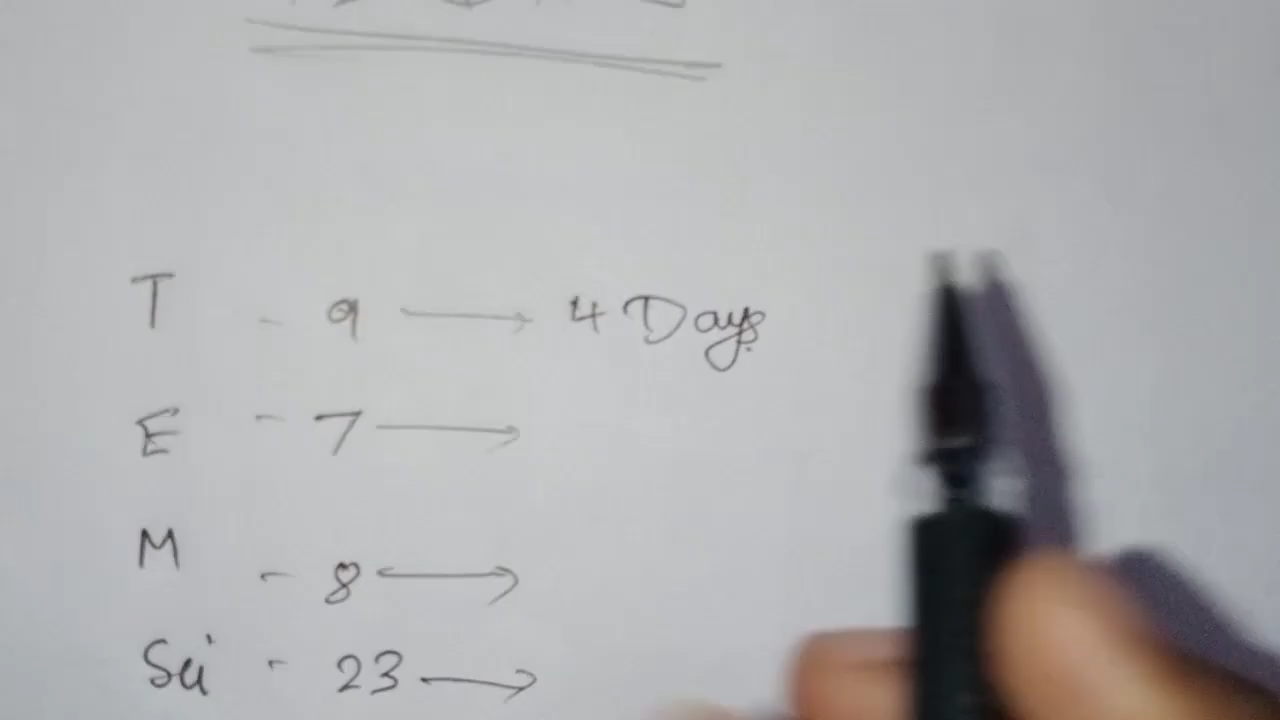 T - 9 → 4 Days
E - 7 →
M - 8 →
Sci - 23 →